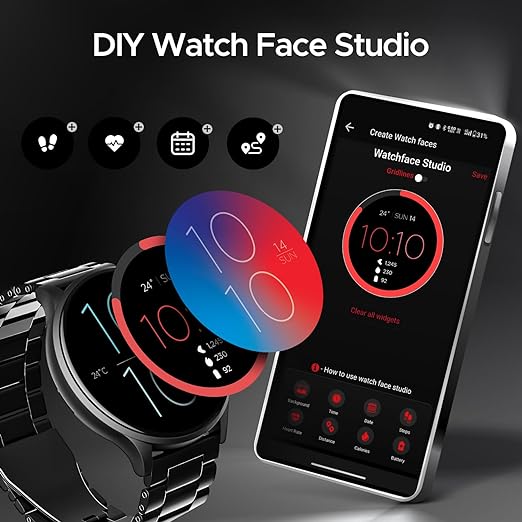 DIY Watch Face Studio
31%
Create Watch faces
Watchface Studio
Gridlines
Save
24° SUN 14
10:10
1,245
230
92
Clear all widgets
- How to use watch face studio
Background
Time
Date
Steps
Heart Rate
Distance
Calories
Battery
10
14
SUN
10
24°
10
1,245
230
92
10
24°C
10